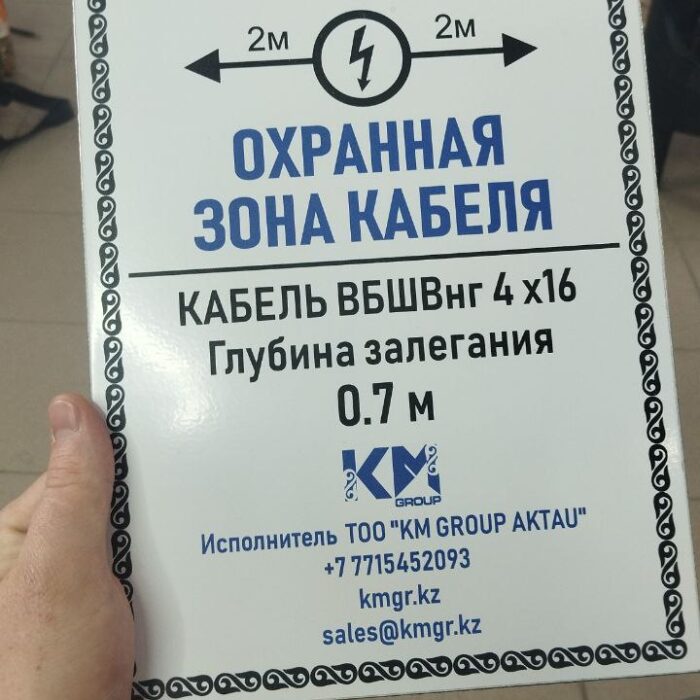 2м 2м
ОХРАННАЯ
ЗОНА КАБЕЛЯ
КАБЕЛЬ ВБШВнг 4 х16
Глубина залегания
0.7 м
KM
GROUP
Исполнитель ТОО "KM GROUP AKTAU"
+7 7715452093
kmgr.kz
sales@kmgr.kz